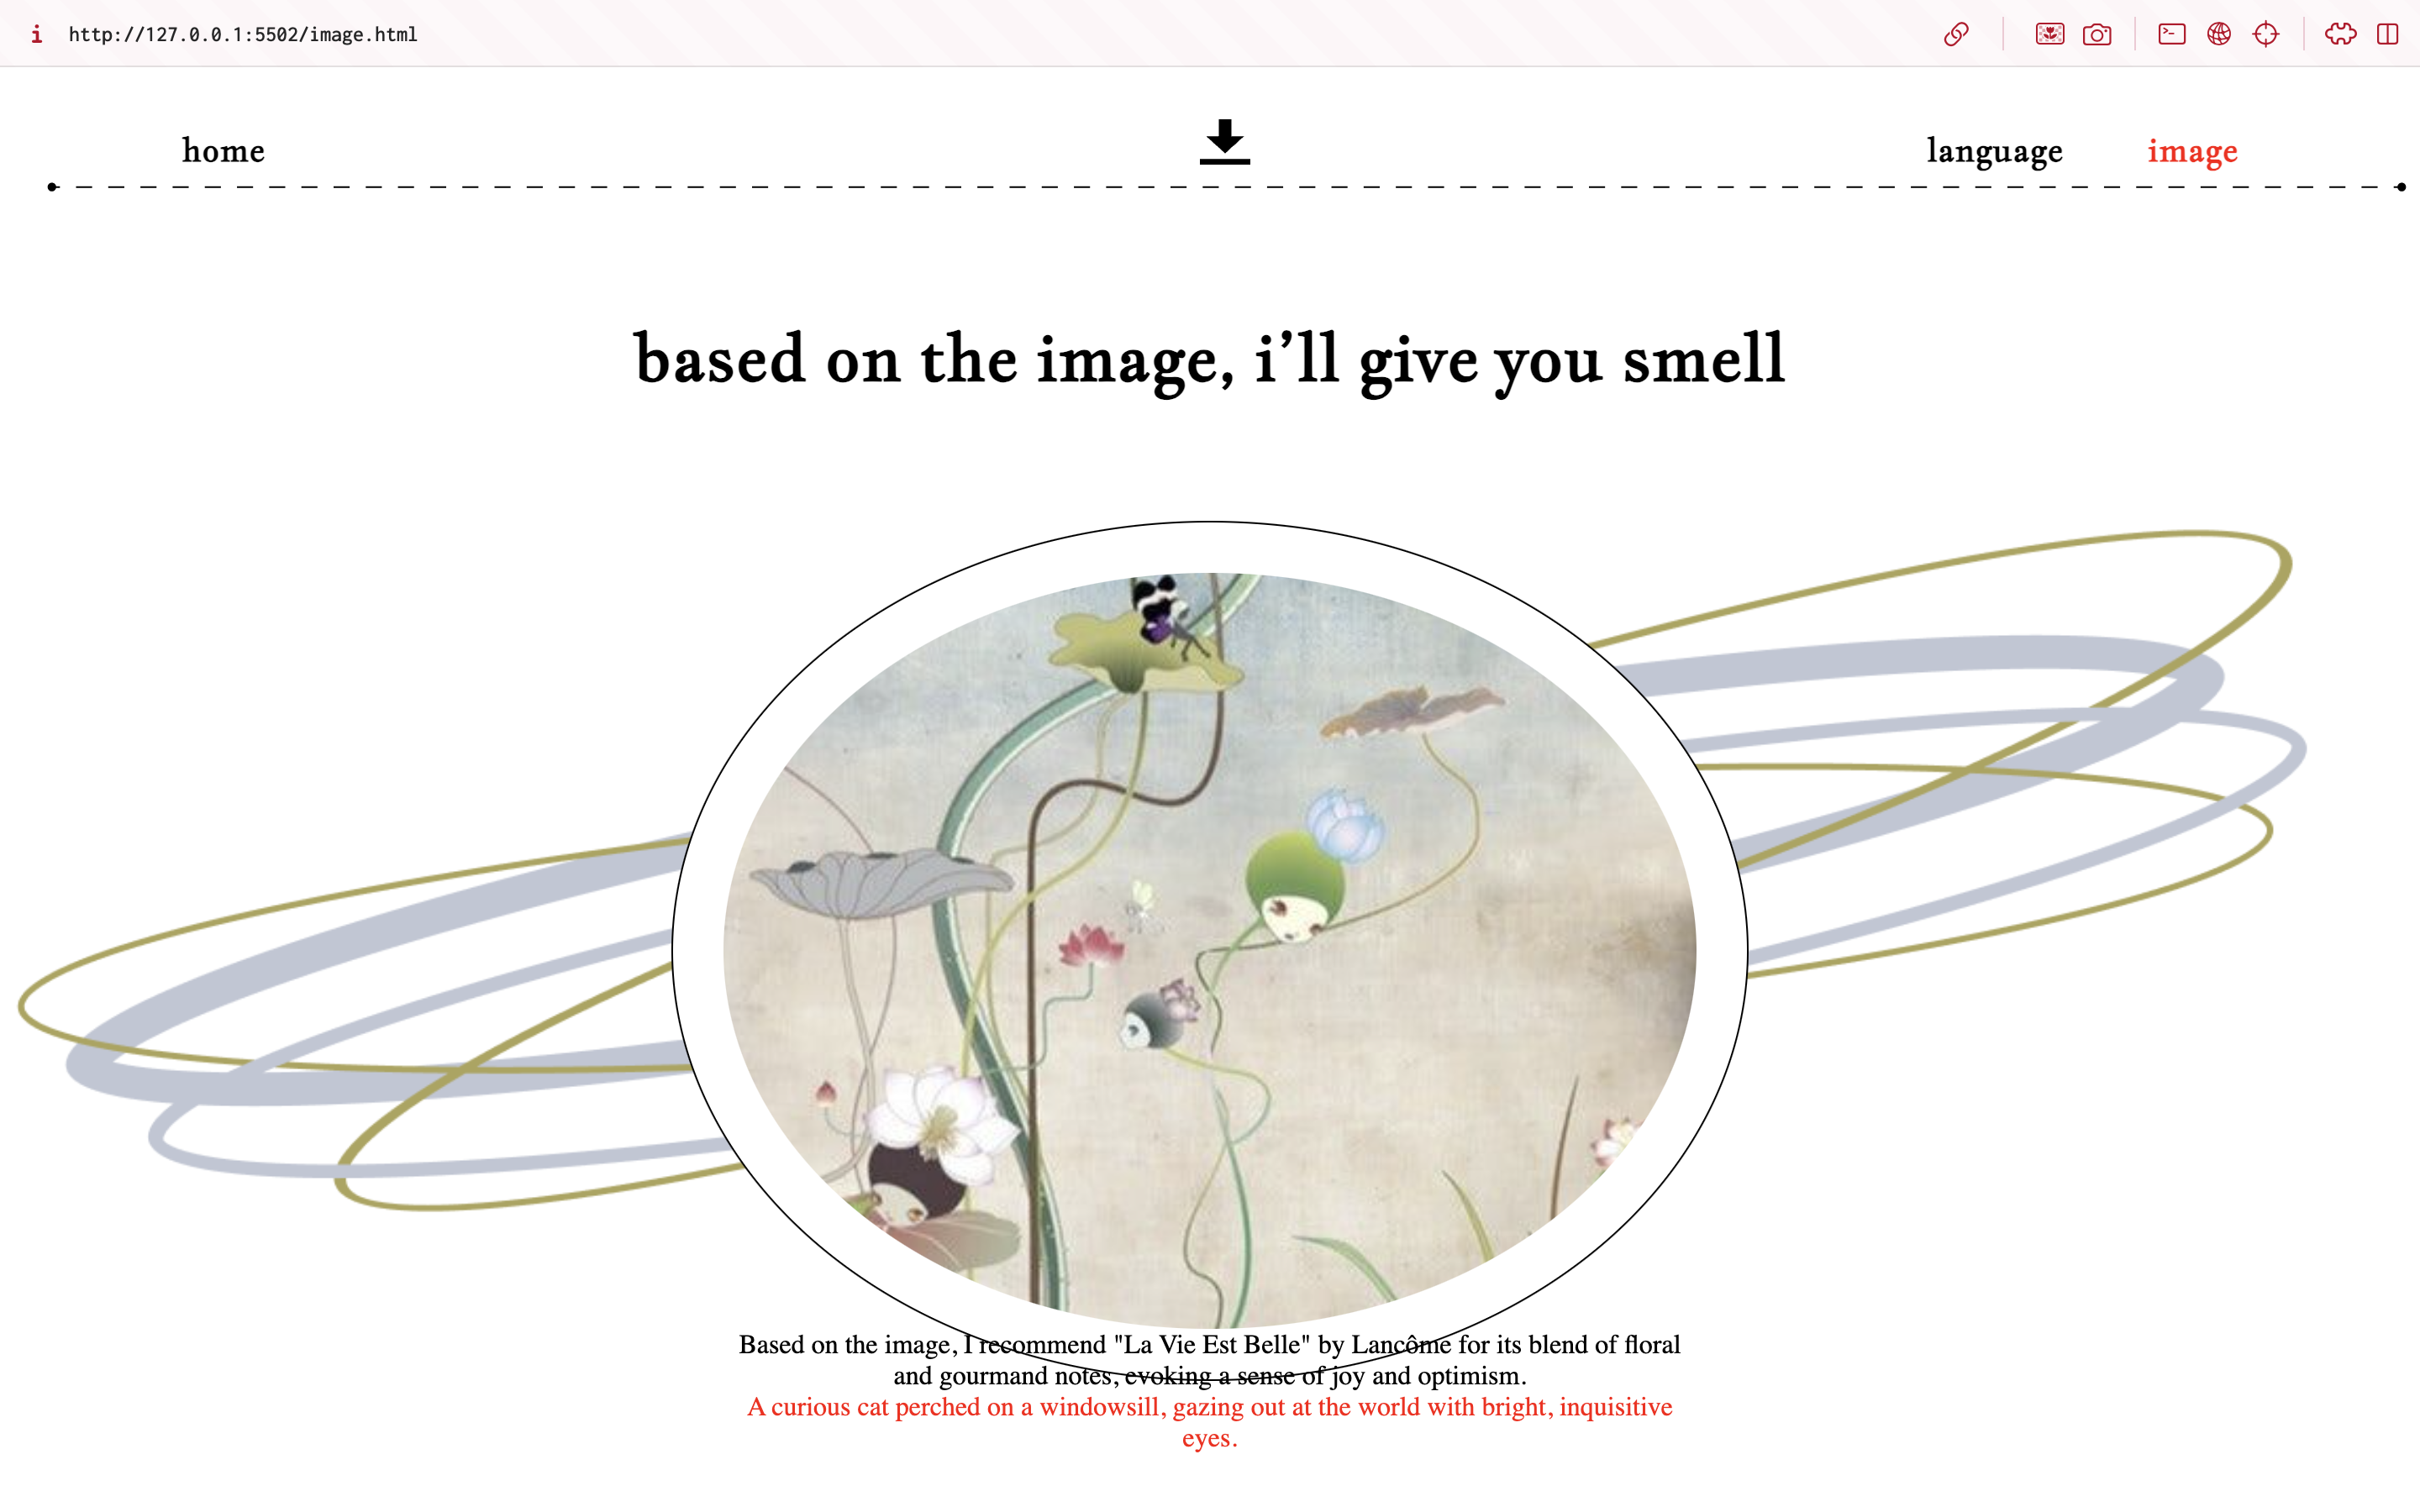 i http://127.0.0.1:5502/image.html
home language image
based on the image, i’ll give you smell
Based on the image, I recommend "La Vie Est Belle" by Lancôme for its blend of floral
and gourmand notes, evoking a sense of joy and optimism.
A curious cat perched on a windowsill, gazing out at the world with bright, inquisitive
eyes.